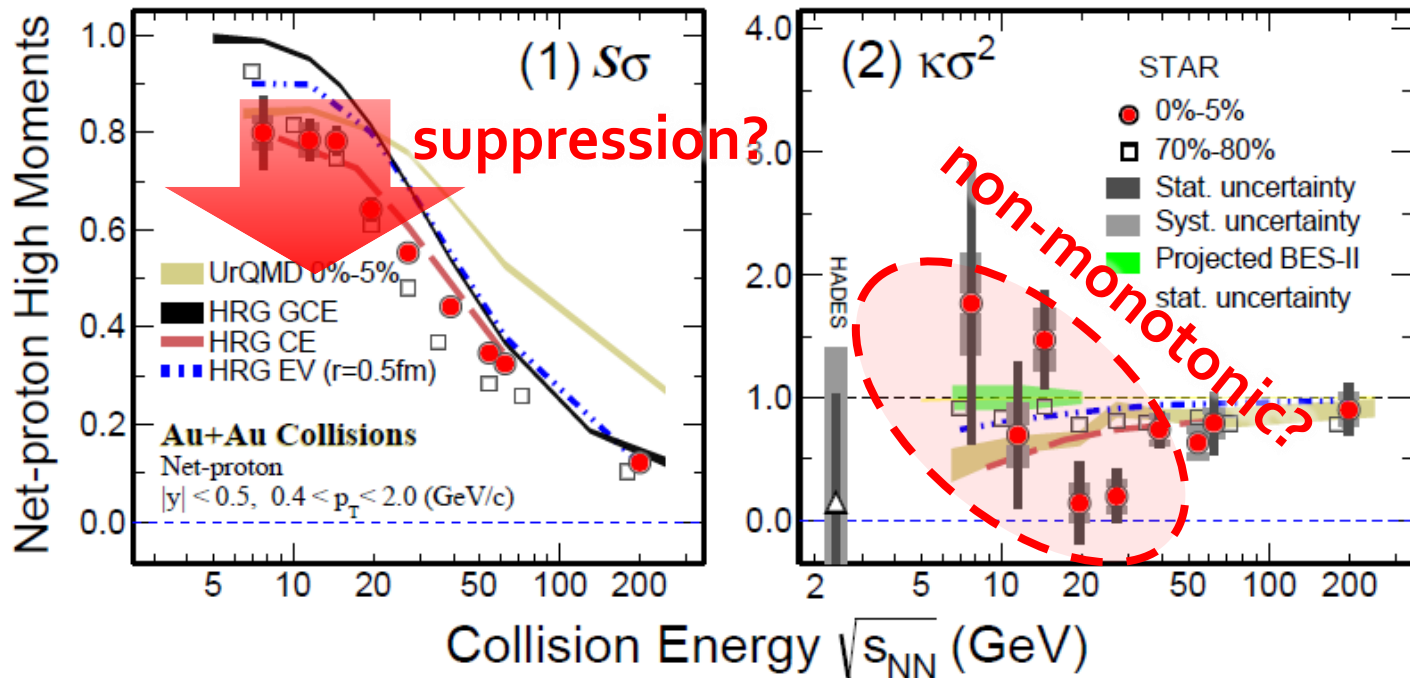 Net-proton High Moments
1.0
0.8
0.6
0.4
0.2
0.0
(1) Sσ
suppression?
UrQMD 0%-5%
HRG GCE
HRG CE
HRG EV (r=0.5fm)
Au+Au Collisions
Net-proton
|y| < 0.5, 0.4 < p_T < 2.0 (GeV/c)
5 10 20 50 100 200
4.0
3.0
2.0
1.0
0.0
(2) κσ²
STAR
0%-5%
70%-80%
Stat. uncertainty
Syst. uncertainty
Projected BES-II
stat. uncertainty
non-monotonic?
HADES
2 5 10 20 50 100 200
Collision Energy √s_NN (GeV)